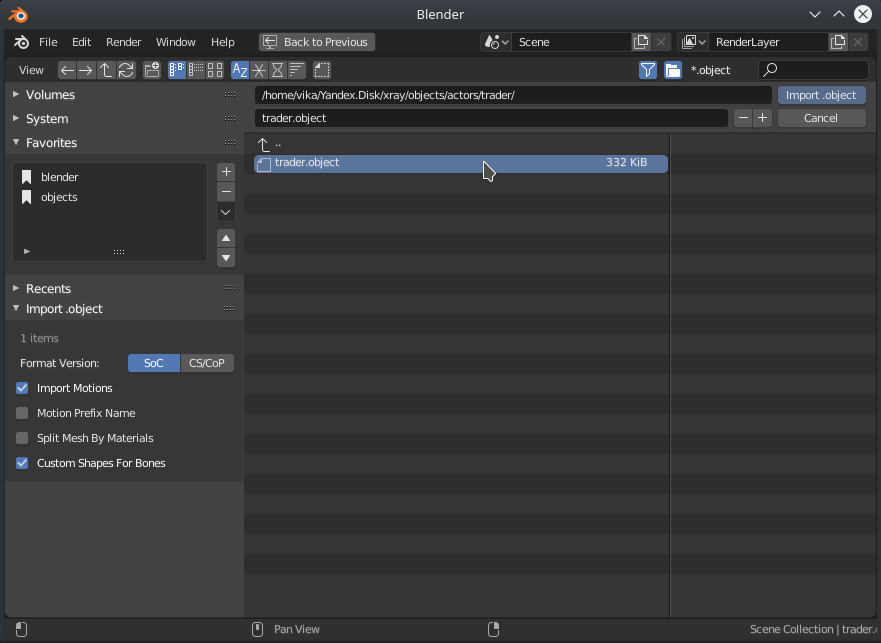 Blender
File Edit Render Window Help Back to Previous Scene RenderLayer
View AZ *.object
Volumes
System
Favorites
blender
objects
Recents
Import .object
1 items
Format Version: SoC CS/CoP
Import Motions
Motion Prefix Name
Split Mesh By Materials
Custom Shapes For Bones
/home/vika/Yandex.Disk/xray/objects/actors/trader/ Import .object
trader.object Cancel
..
trader.object 332 KiB
Pan View Scene Collection | trader.